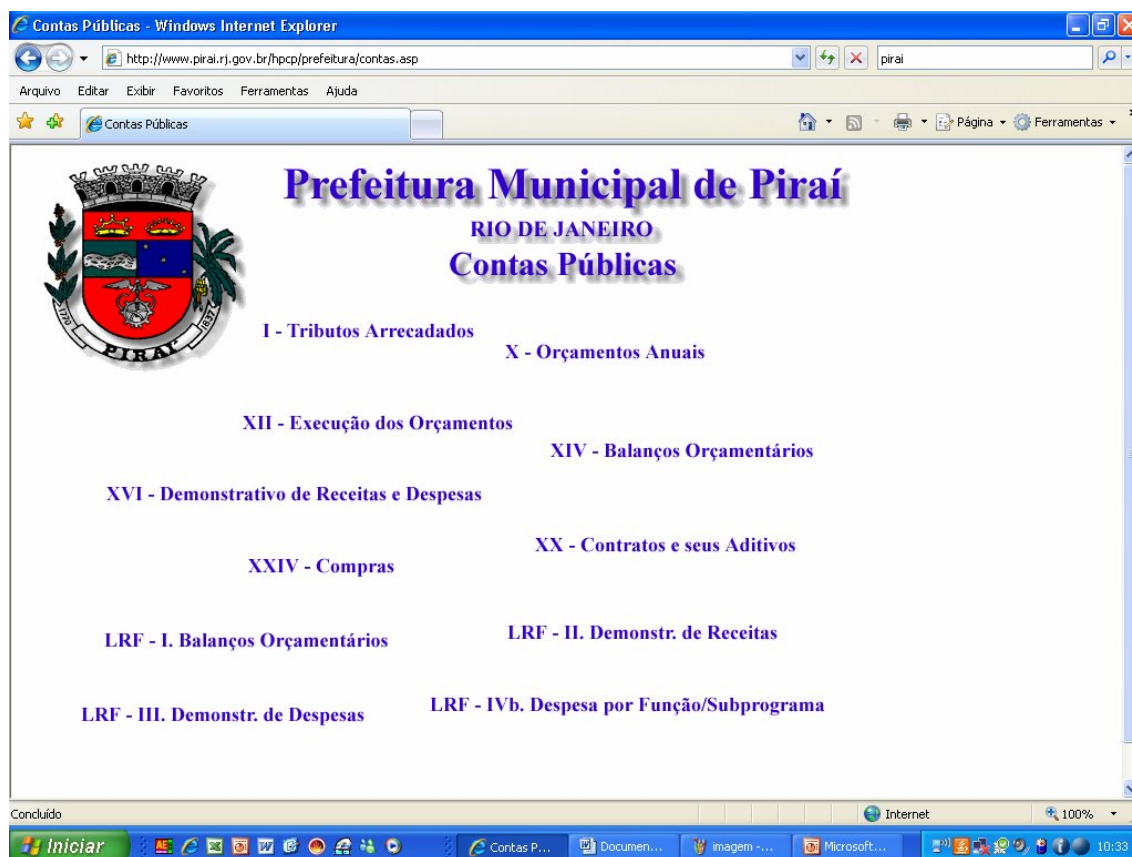 Contas Públicas - Windows Internet Explorer
http://www.pirai.rj.gov.br/hpcp/prefeitura/contas.asp
pirai
Arquivo Editar Exibir Favoritos Ferramentas Ajuda
Contas Públicas
Página
Ferramentas
Prefeitura Municipal de Piraí
RIO DE JANEIRO
Contas Públicas
1770 PIRAÍ 1837
I - Tributos Arrecadados
X - Orçamentos Anuais
XII - Execução dos Orçamentos
XIV - Balanços Orçamentários
XVI - Demonstrativo de Receitas e Despesas
XX - Contratos e seus Aditivos
XXIV - Compras
LRF - II. Demonstr. de Receitas
LRF - I. Balanços Orçamentários
LRF - IVb. Despesa por Função/Subprograma
LRF - III. Demonstr. de Despesas
Concluído
Internet
100%
Iniciar
Contas P...
Documen...
imagem -...
Microsoft...
10:33